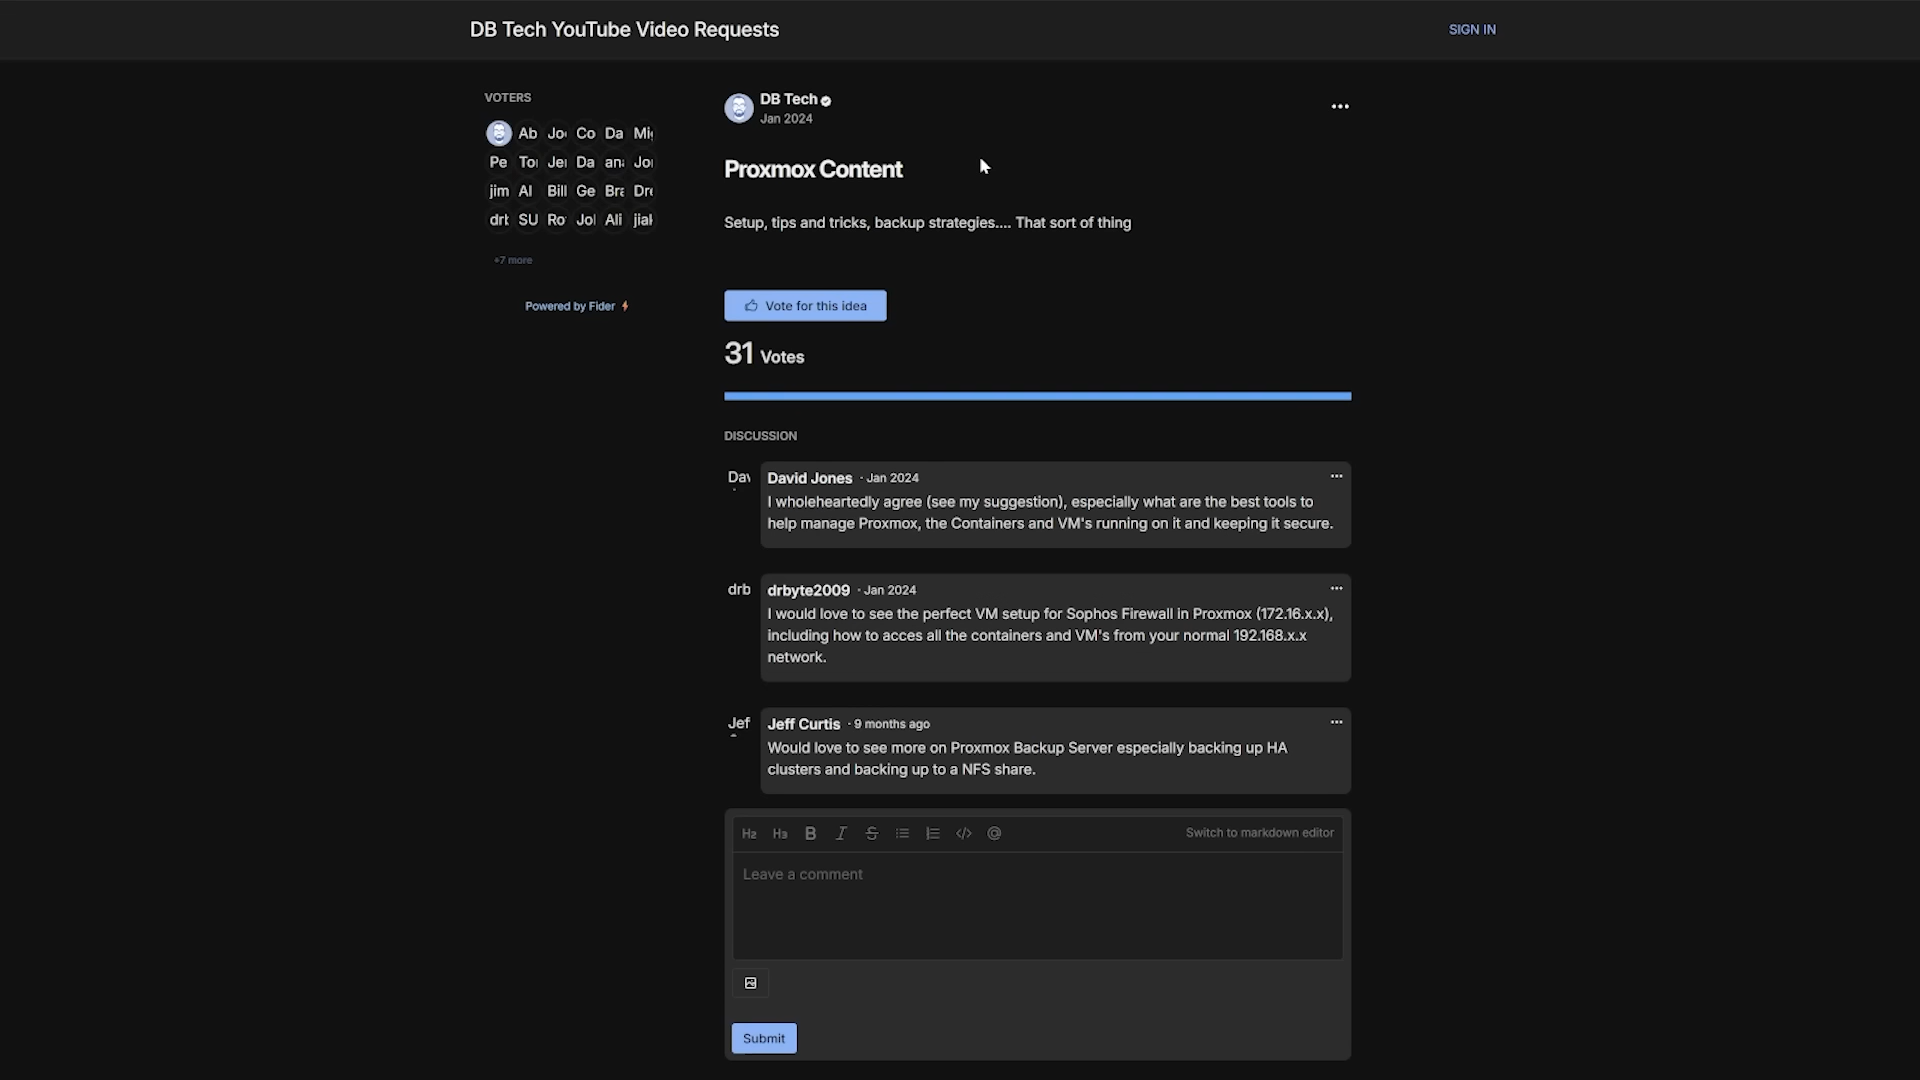 DB Tech YouTube Video Requests
SIGN IN
VOTERS
Ab Co Da
Pe Da
jim Al Bill Ge
SU Ali
+7 more
Powered by Fider
DB Tech
Jan 2024
Proxmox Content
Setup, tips and tricks, backup strategies.... That sort of thing
Vote for this idea
31 Votes
DISCUSSION
David Jones · Jan 2024
I wholeheartedly agree (see my suggestion), especially what are the best tools to
help manage Proxmox, the Containers and VM's running on it and keeping it secure.
drb
drbyte2009 · Jan 2024
I would love to see the perfect VM setup for Sophos Firewall in Proxmox (172.16.x.x),
including how to acces all the containers and VM's from your normal 192.168.x.x
network.
Jef
Jeff Curtis · 9 months ago
Would love to see more on Proxmox Backup Server especially backing up HA
clusters and backing up to a NFS share.
H2 H3 B I S </> @
Switch to markdown editor
Leave a comment
Submit